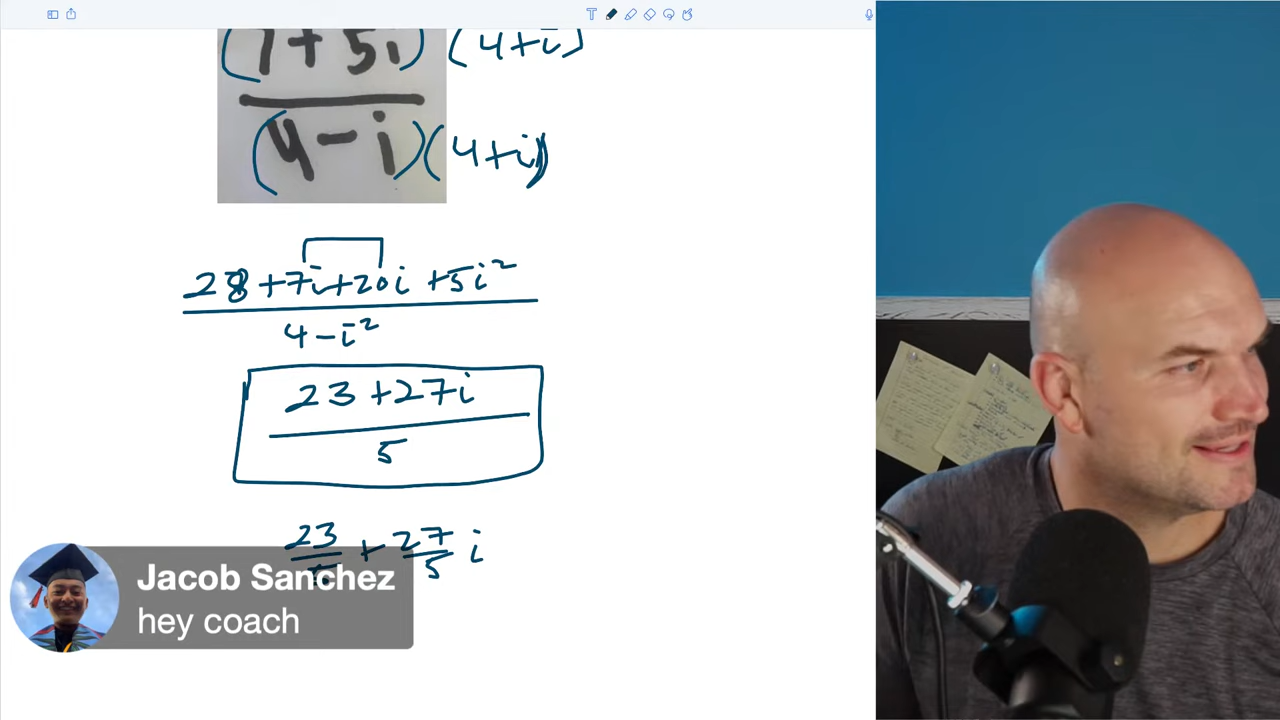 (7 + 5i) (4+i)
(4 - i)(4+i)
28 +7i+20i +5i²
4-i²
23 +27i
5
23 + 27 i
5
Jacob Sanchez
hey coach